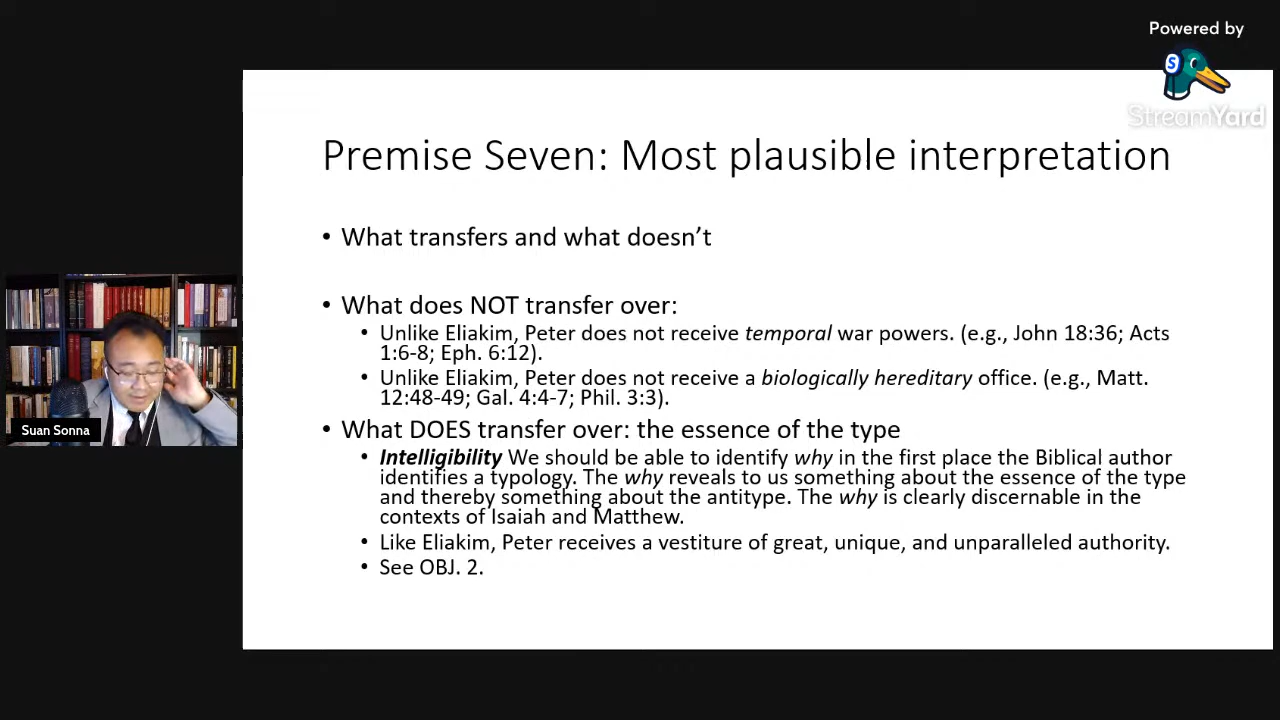 Powered by
S
StreamYard
Premise Seven: Most plausible interpretation
• What transfers and what doesn’t
• What does NOT transfer over:
• Unlike Eliakim, Peter does not receive temporal war powers. (e.g., John 18:36; Acts
1:6-8; Eph. 6:12).
• Unlike Eliakim, Peter does not receive a biologically hereditary office. (e.g., Matt.
12:48-49; Gal. 4:4-7; Phil. 3:3).
• What DOES transfer over: the essence of the type
• Intelligibility We should be able to identify why in the first place the Biblical author
identifies a typology. The why reveals to us something about the essence of the type
and thereby something about the antitype. The why is clearly discernable in the
contexts of Isaiah and Matthew.
• Like Eliakim, Peter receives a vestiture of great, unique, and unparalleled authority.
• See OBJ. 2.
Suan Sonna